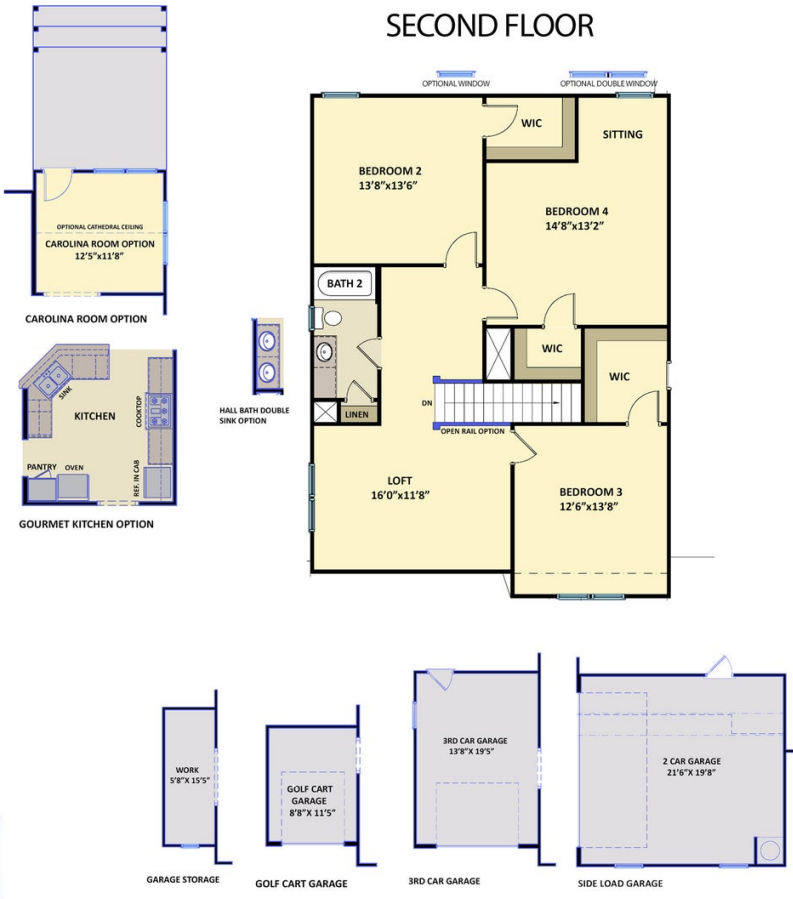 SECOND FLOOR
OPTIONAL WINDOW
OPTIONAL DOUBLE WINDOW
WIC
SITTING
BEDROOM 2
13'8"x13'6"
BEDROOM 4
14'8"x13'2"
OPTIONAL CATHEDRAL CEILING
CAROLINA ROOM OPTION
12'5"x11'8"
CAROLINA ROOM OPTION
BATH 2
WIC
WIC
SINK
KITCHEN
COOKTOP
PANTRY
OVEN
REF. IN CAB
GOURMET KITCHEN OPTION
HALL BATH DOUBLE
SINK OPTION
LINEN
DN
OPEN RAIL OPTION
LOFT
16'0"x11'8"
BEDROOM 3
12'6"x13'8"
WORK
5'8"X 15'5"
GARAGE STORAGE
GOLF CART
GARAGE
8'8"X 11'5"
GOLF CART GARAGE
3RD CAR GARAGE
13'8"X 19'5"
3RD CAR GARAGE
2 CAR GARAGE
21'6"X 19'8"
SIDE LOAD GARAGE